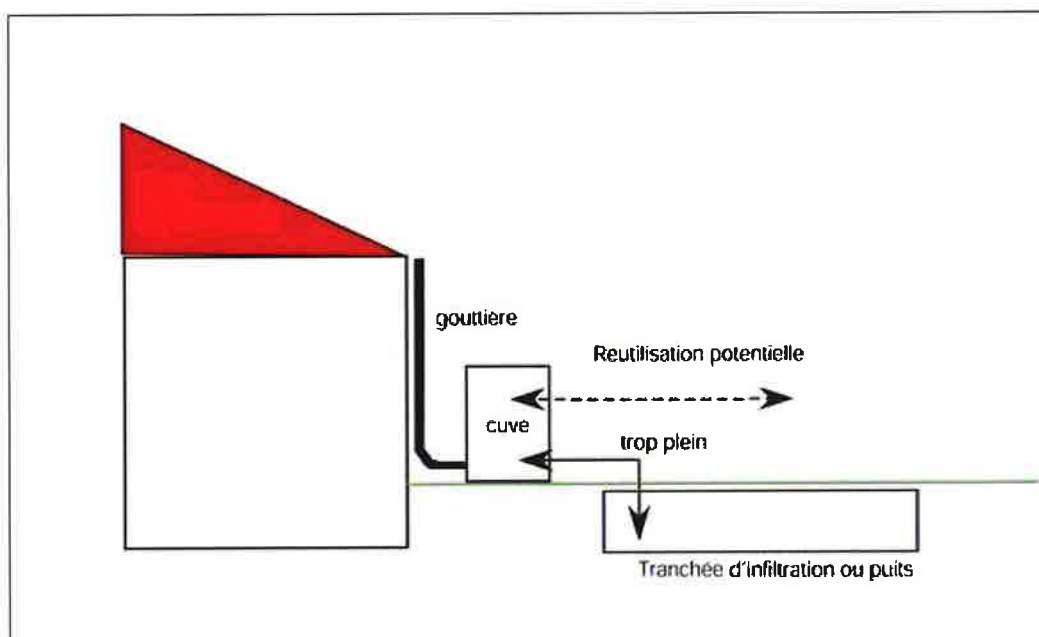 gouttière
Reutilisation potentielle
cuve
trop plein
Tranchée d'infiltration ou puits